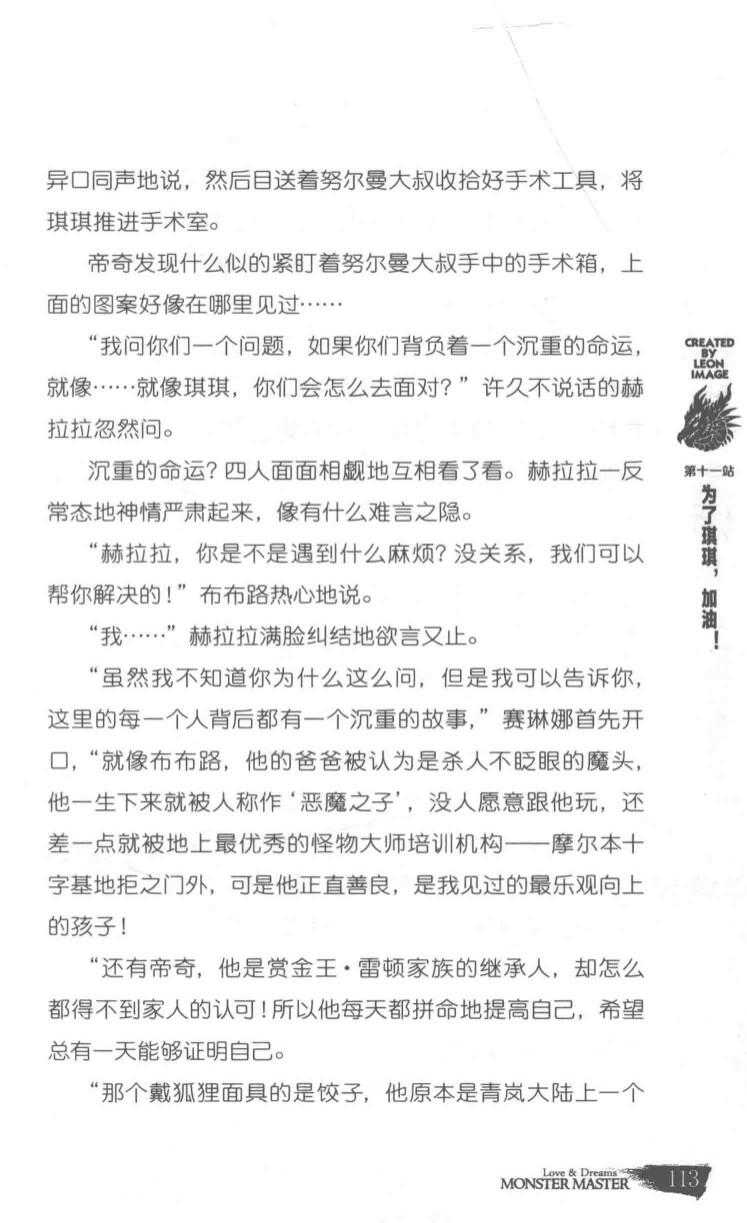 异口同声地说，然后目送着努尔曼大叔收拾好手术工具，将
琪琪推进手术室。
帝奇发现什么似的紧盯着努尔曼大叔手中的手术箱，上
面的图案好像在哪里见过……
“我问你们一个问题，如果你们背负着一个沉重的命运，
就像……就像琪琪，你们会怎么去面对？”许久不说话的赫
拉拉忽然问。
沉重的命运？四人面面相觑地互相看了看。赫拉拉一反
常态地神情严肃起来，像有什么难言之隐。
“赫拉拉，你是不是遇到什么麻烦？没关系，我们可以
帮你解决的！”布布路热心地说。
“我……”赫拉拉满脸纠结地欲言又止。
“虽然我不知道你为什么这么问，但是我可以告诉你，
这里的每一个人背后都有一个沉重的故事，”赛琳娜首先开
口，“就像布布路，他的爸爸被认为是杀人不眨眼的魔头，
他一生下来就被人称作‘恶魔之子’，没人愿意跟他玩，还
差一点就被地上最优秀的怪物大师培训机构——摩尔本十
字基地拒之门外，可是他正直善良，是我见过的最乐观向上
的孩子！
“还有帝奇，他是赏金王·雷顿家族的继承人，却怎么
都得不到家人的认可！所以他每天都拼命地提高自己，希望
总有一天能够证明自己。
“那个戴狐狸面具的是饺子，他原本是青岚大陆上一个
CREATED
BY
LEON
IMAGE
第十一站
为了琪琪，加油！
Love & Dreams
MONSTER MASTER
113